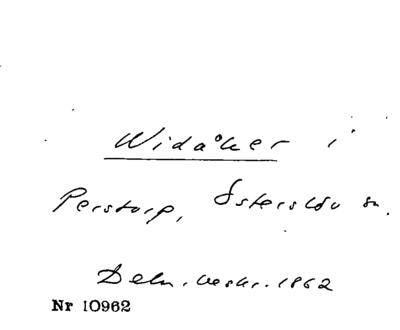 Widåker i
Perstorp, Österslöv sn.
Deln. beskr. 1862
Nr 10962